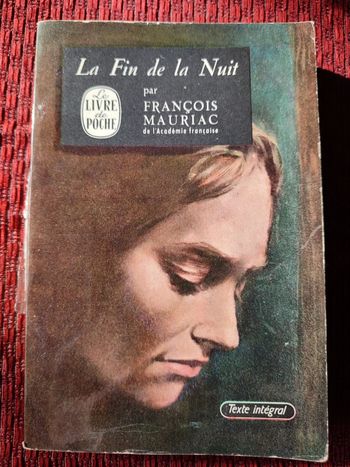 La Fin de la Nuit
par
FRANÇOIS
MAURIAC
de l'Académie française
Le
LIVRE
de
POCHE
Texte intégral